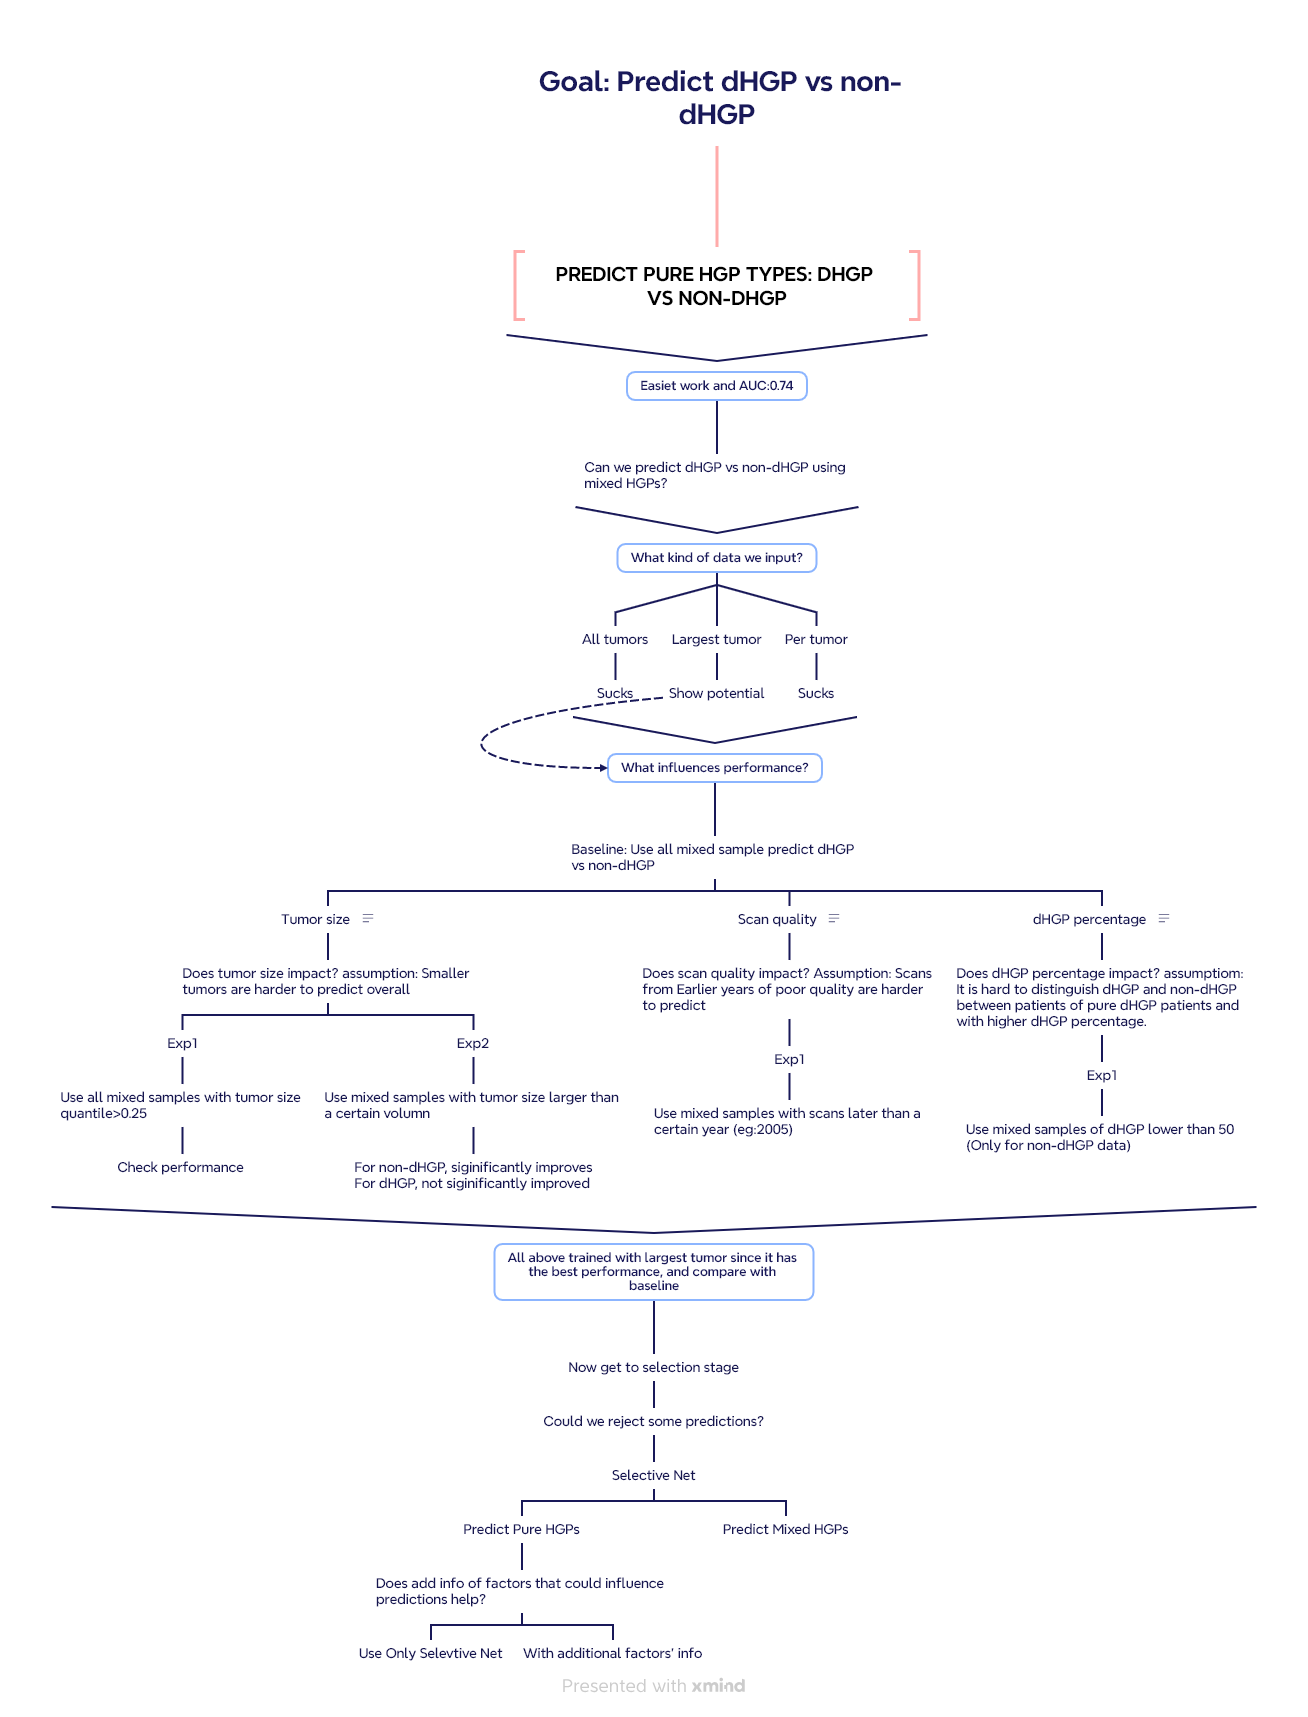 Goal: Predict dHGP vs non-
dHGP
PREDICT PURE HGP TYPES: DHGP
VS NON-DHGP
Easiet work and AUC:0.74
Can we predict dHGP vs non-dHGP using
mixed HGPs?
What kind of data we input?
All tumors
Largest tumor
Per tumor
Sucks
Show potential
Sucks
What influences performance?
Baseline: Use all mixed sample predict dHGP
vs non-dHGP
Tumor size
Scan quality
dHGP percentage
Does tumor size impact? assumption: Smaller
tumors are harder to predict overall
Does scan quality impact? Assumption: Scans
from Earlier years of poor quality are harder
to predict
Does dHGP percentage impact? assumptiom:
It is hard to distinguish dHGP and non-dHGP
between patients of pure dHGP patients and
with higher dHGP percentage.
Exp1
Exp2
Exp1
Exp1
Use all mixed samples with tumor size
quantile>0.25
Use mixed samples with tumor size larger than
a certain volumn
Use mixed samples with scans later than a
certain year (eg:2005)
Use mixed samples of dHGP lower than 50
(Only for non-dHGP data)
Check performance
For non-dHGP, siginificantly improves
For dHGP, not siginificantly improved
All above trained with largest tumor since it has
the best performance, and compare with
baseline
Now get to selection stage
Could we reject some predictions?
Selective Net
Predict Pure HGPs
Predict Mixed HGPs
Does add info of factors that could influence
predictions help?
Use Only Selevtive Net
With additional factors' info
Presented with xmind